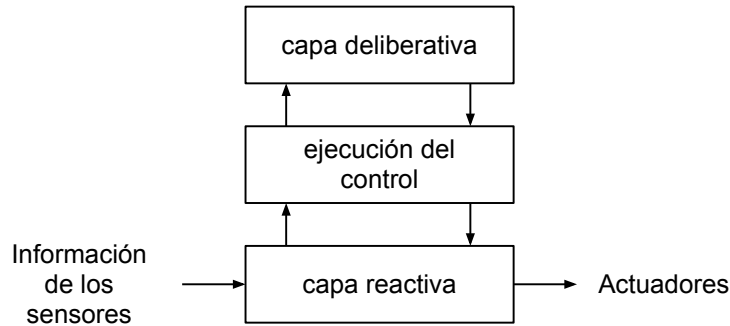 capa deliberativa
ejecución del
control
Información
de los
sensores
capa reactiva
Actuadores